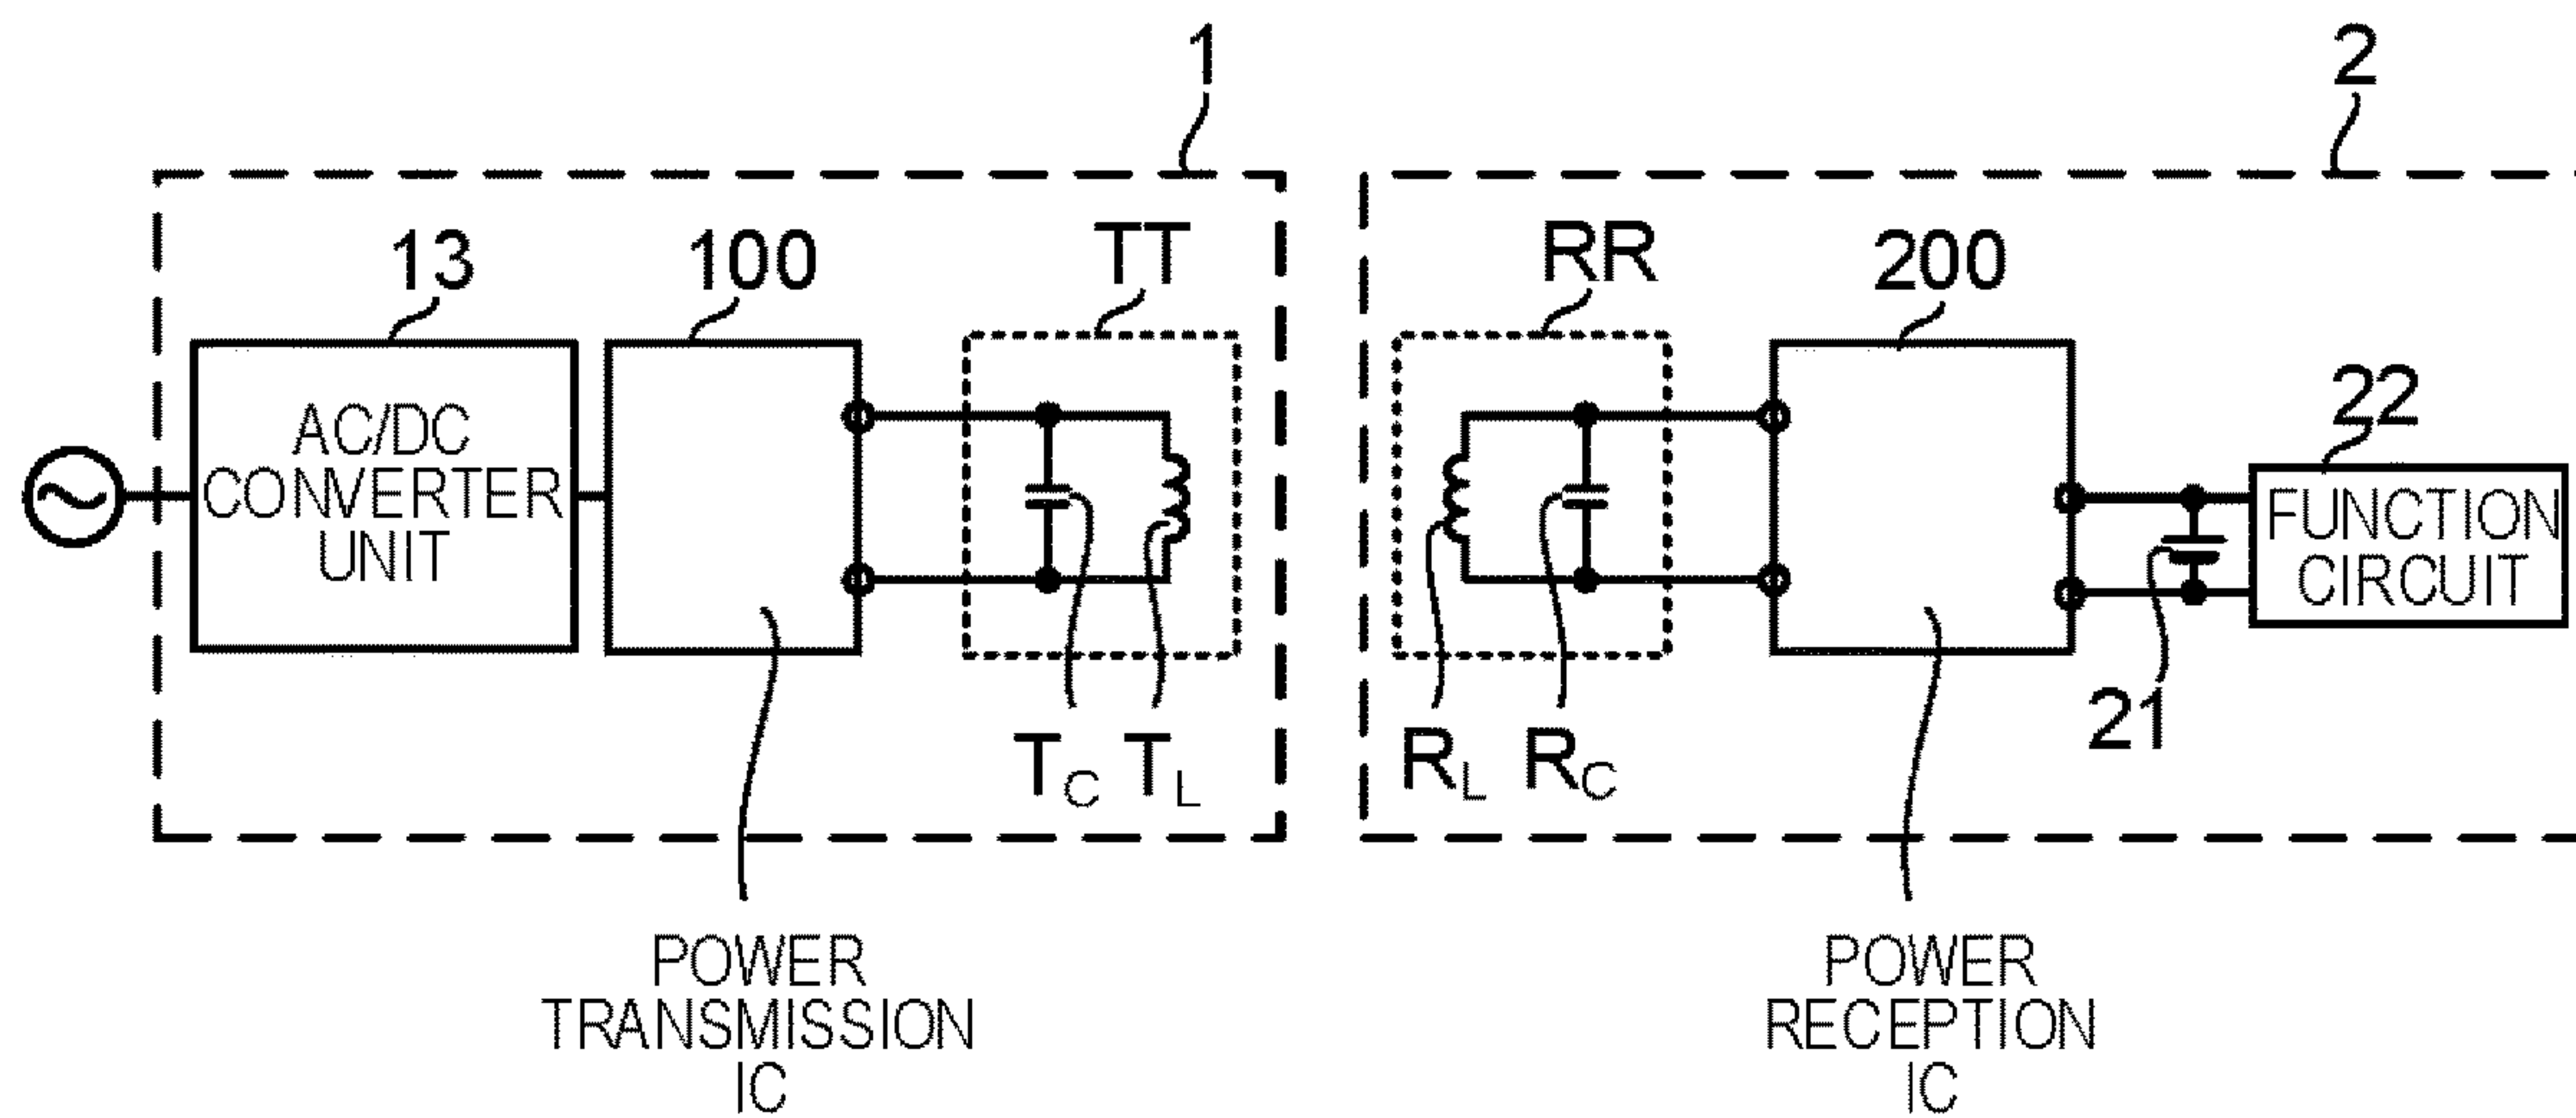 1
2
13
100
TT
RR
200
22
AC/DC
CONVERTER
UNIT
FUNCTION
CIRCUIT
21
TC
TL
RL
RC
POWER
TRANSMISSION
IC
POWER
RECEPTION
IC